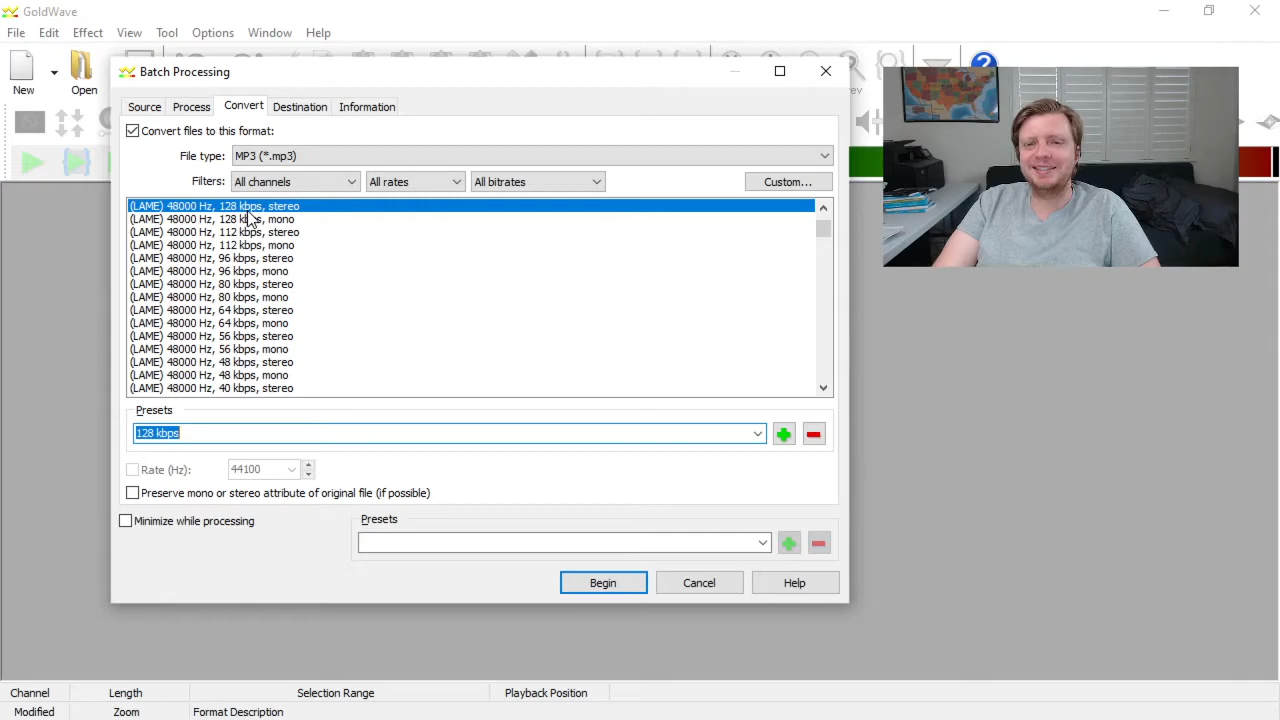 GoldWave
File Edit Effect View Tool Options Window Help
New Open
Batch Processing
Source Process Convert Destination Information
Convert files to this format:
File type: MP3 (*.mp3)
Filters: All channels All rates All bitrates Custom...
(LAME) 48000 Hz, 128 kbps, stereo
(LAME) 48000 Hz, 128 kbps, mono
(LAME) 48000 Hz, 112 kbps, stereo
(LAME) 48000 Hz, 112 kbps, mono
(LAME) 48000 Hz, 96 kbps, stereo
(LAME) 48000 Hz, 96 kbps, mono
(LAME) 48000 Hz, 80 kbps, stereo
(LAME) 48000 Hz, 80 kbps, mono
(LAME) 48000 Hz, 64 kbps, stereo
(LAME) 48000 Hz, 64 kbps, mono
(LAME) 48000 Hz, 56 kbps, stereo
(LAME) 48000 Hz, 56 kbps, mono
(LAME) 48000 Hz, 48 kbps, stereo
(LAME) 48000 Hz, 48 kbps, mono
(LAME) 48000 Hz, 40 kbps, stereo
Presets
128 kbps
Rate (Hz): 44100
Preserve mono or stereo attribute of original file (if possible)
Minimize while processing
Presets
Begin Cancel Help
Channel Length Selection Range Playback Position
Modified Zoom Format Description